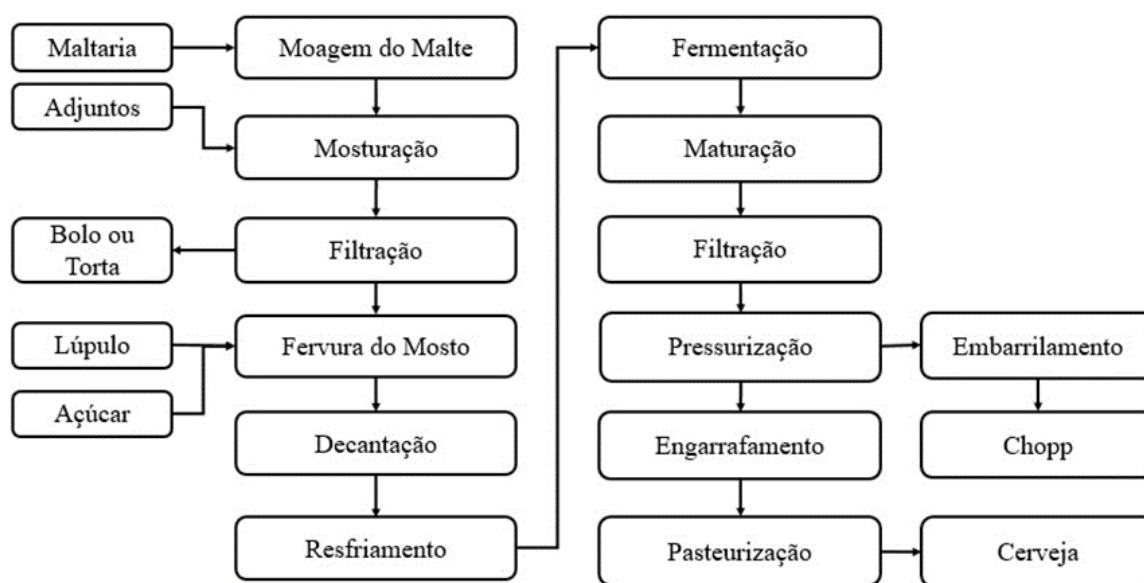 Maltaria
Moagem do Malte
Adjuntos
Mosturação
Bolo ou
Torta
Filtração
Lúpulo
Fervura do Mosto
Açúcar
Decantação
Resfriamento
Fermentação
Maturação
Filtração
Pressurização
Embarrilamento
Engarrafamento
Chopp
Pasteurização
Cerveja